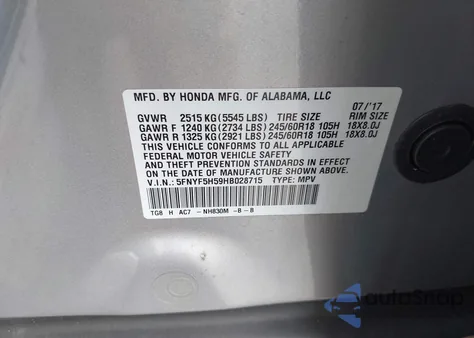 MFD. BY HONDA MFG. OF ALABAMA, LLC
07/'17
GVWR 2515 KG (5545 LBS) TIRE SIZE RIM SIZE
GAWR F 1240 KG (2734 LBS) 245/60R18 105H 18X8.0J
GAWR R 1325 KG (2921 LBS) 245/60R18 105H 18X8.0J
THIS VEHICLE CONFORMS TO ALL APPLICABLE
FEDERAL MOTOR VEHICLE SAFETY
AND THEFT PREVENTION STANDARDS IN EFFECT ON THE
DATE OF MANUFACTURE SHOWN ABOVE.
V.I.N.: 5FNYF5H59HB028715 TYPE: MPV
TG8 H AC7 -NH830M -B-B
autoSnap